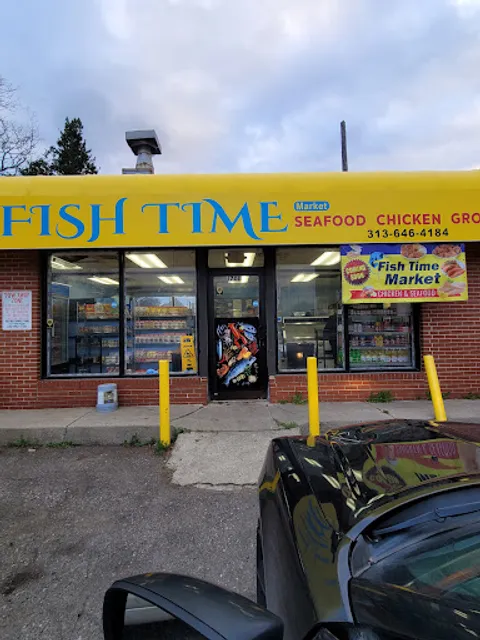 FISH TIME
Market
SEAFOOD CHICKEN GRO
313-646-4184
Fish Time
Market
CHICKEN & SEAFOOD